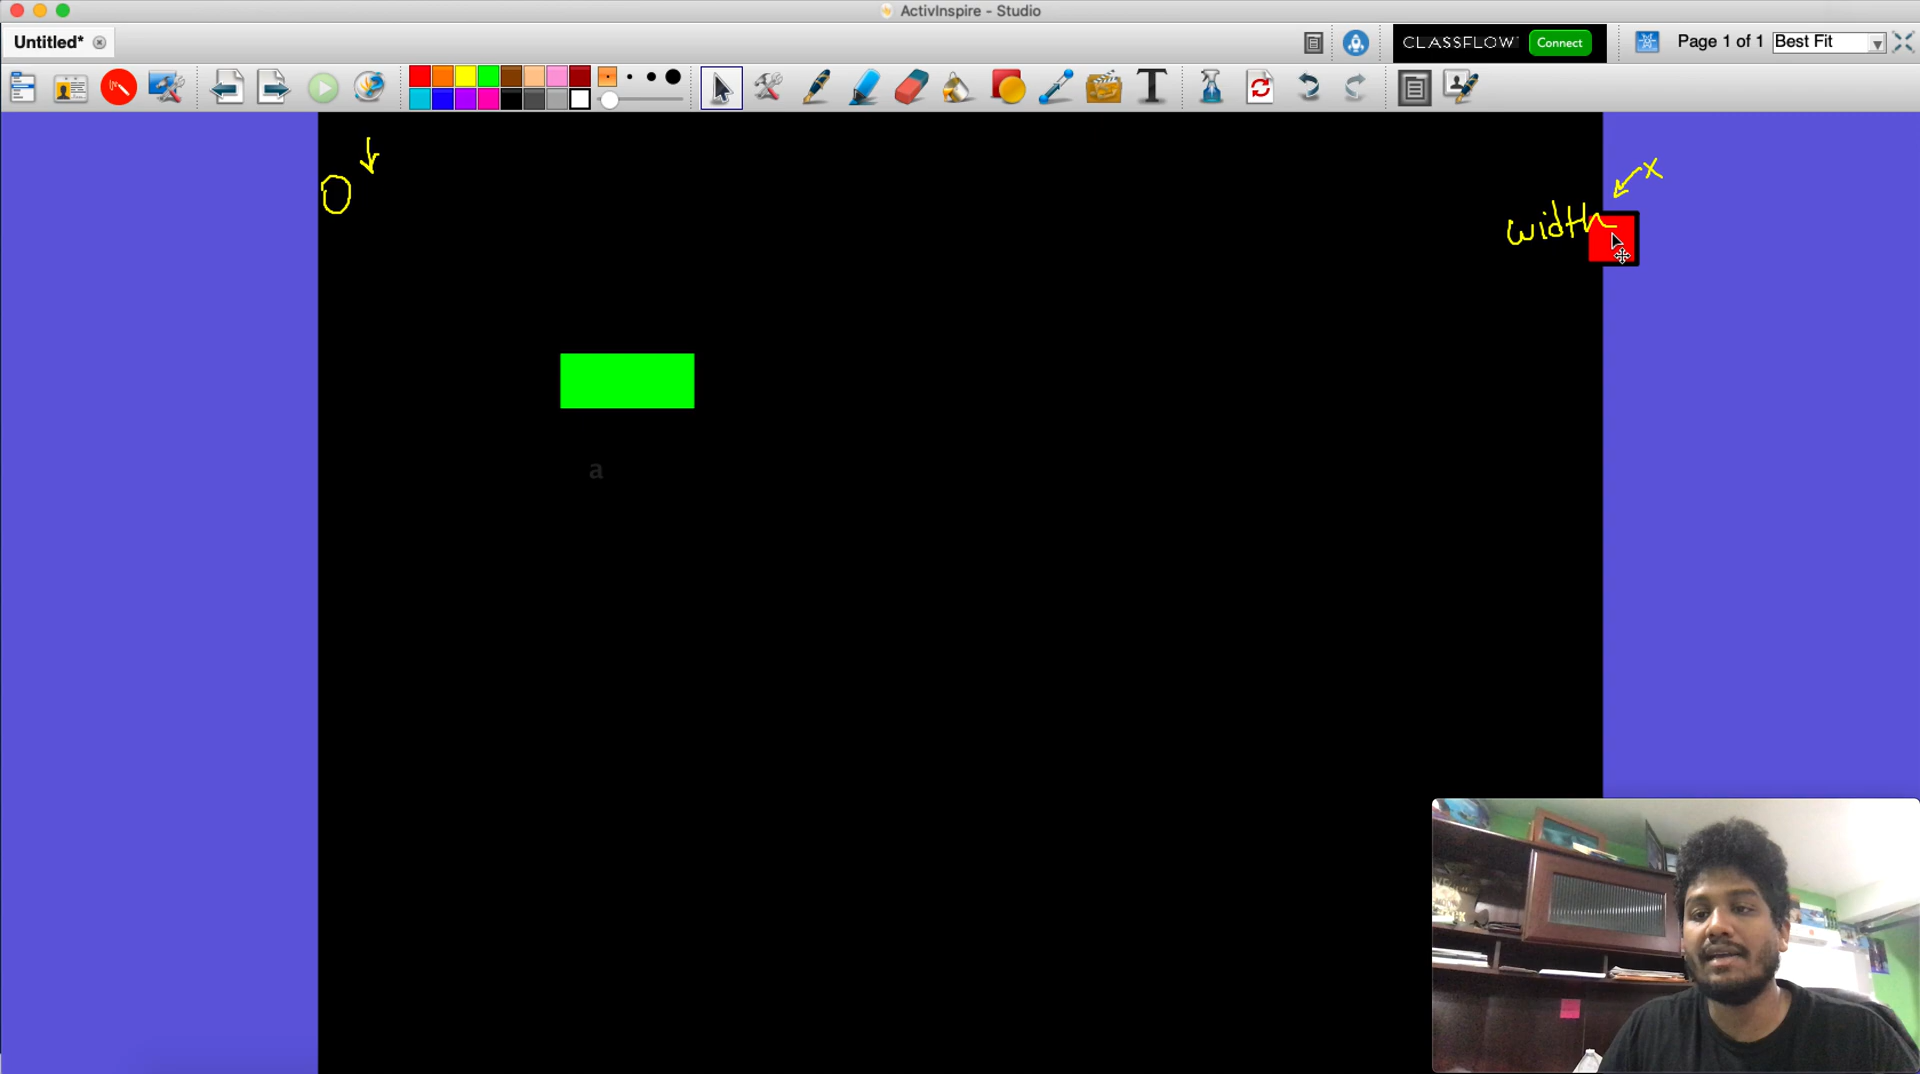 ActivInspire - Studio
Untitled*
CLASSFLOW Connect Page 1 of 1 Best Fit
T
0
x
width
a